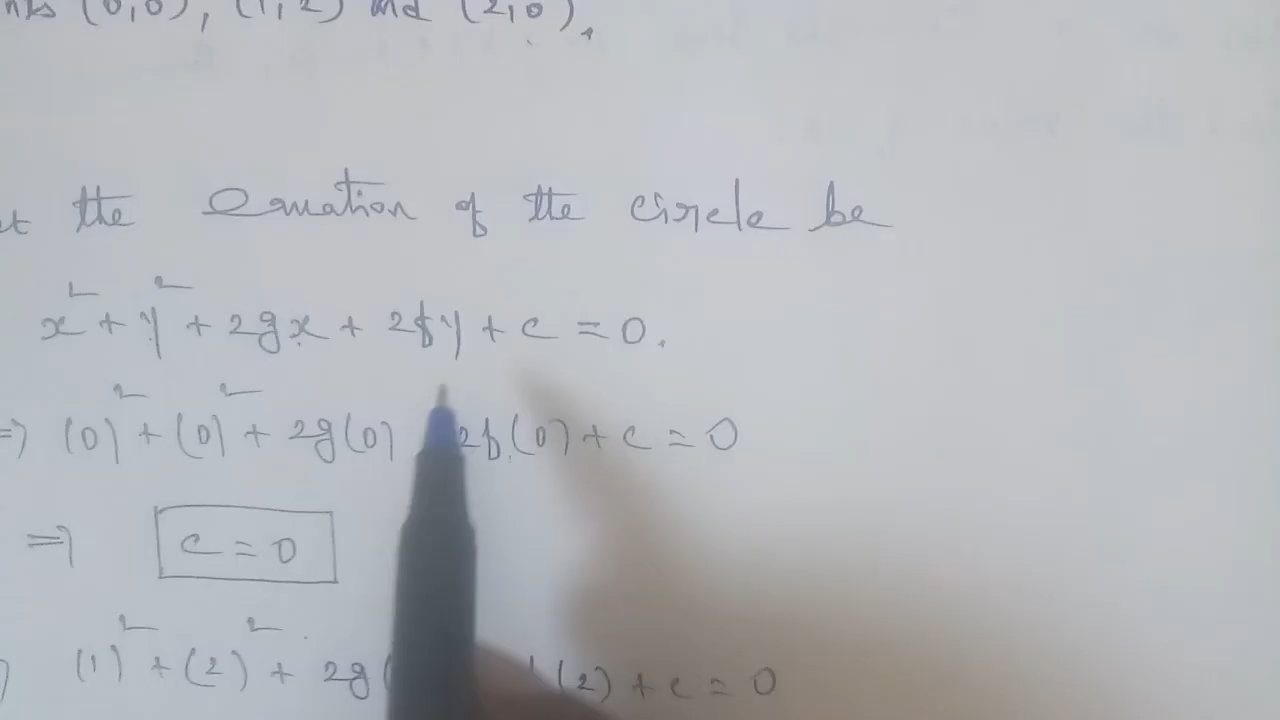 (0,0), (1,2) and (2,0).
the Equation of the circle be
x² + y² + 2gx + 2fy + c = 0.
=> (0)² + (0)² + 2g(0) 2f(0) + c = 0
=> c = 0
(1)² + (2)² + 2g( (2) + c = 0